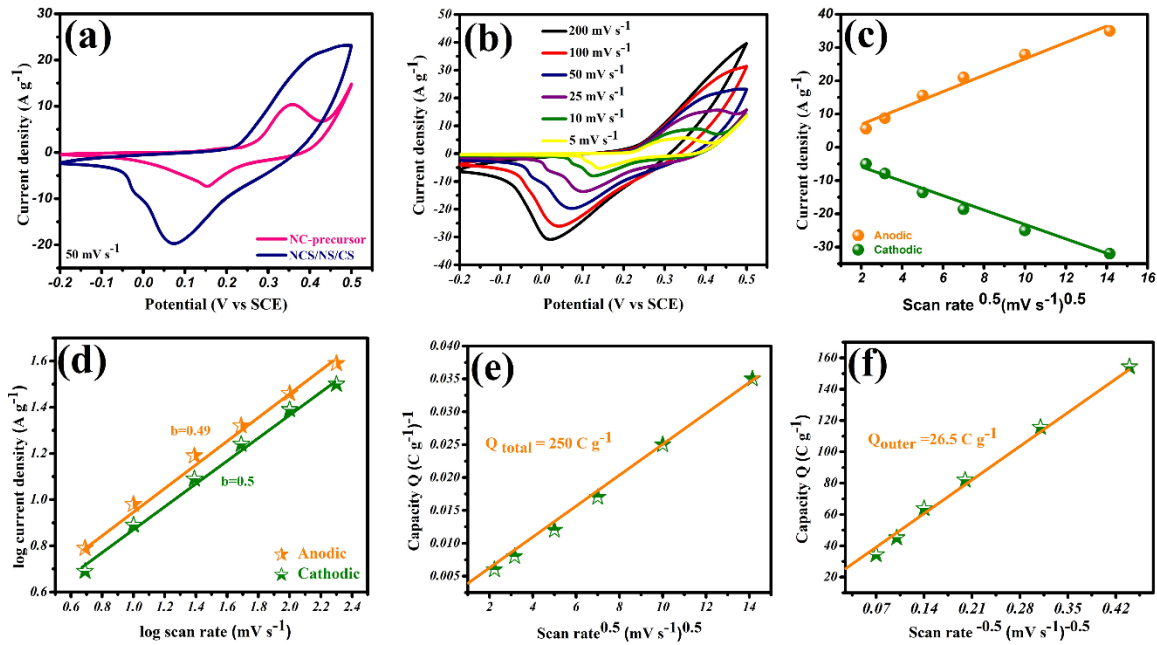 (a)
Current density (A g⁻¹)
30
20
10
0
-10
20
50 mV s⁻¹
NC-precursor
NCS/NS/CS
-0.2 -0.1 0.0 0.1 0.2 0.3 0.4 0.5
Potential (V vs SCE)
(b)
Current density (A g⁻¹)
50
40
30
20
10
0
-10
-20
-30
-40
200 mV s⁻¹
100 mV s⁻¹
50 mV s⁻¹
25 mV s⁻¹
10 mV s⁻¹
5 mV s⁻¹
-0.2 -0.1 0.0 0.1 0.2 0.3 0.4 0.5
Potential (V vs SCE)
(c)
Current density (A g⁻¹)
40
30
20
10
0
-10
-20
-30
Anodic
Cathodic
2 4 6 8 10 12 14 16
Scan rate ⁰·⁵(mV s⁻¹)⁰·⁵
(d)
log current density (A g⁻¹)
1.6
1.4
1.2
1.0
0.8
0.6
b=0.49
b=0.5
Anodic
Cathodic
0.6 0.8 1.0 1.2 1.4 1.6 1.8 2.0 2.2 2.4
log scan rate (mV s⁻¹)
(e)
Capacity Q (C g⁻¹)⁻¹
0.040
0.035
0.030
0.025
0.020
0.015
0.010
0.005
Q total = 250 C g⁻¹
2 4 6 8 10 12 14
Scan rate⁰·⁵ (mV s⁻¹)⁰·⁵
(f)
Capacity Q (C g⁻¹)
160
140
120
100
80
60
40
20
Qouter=26.5 C g⁻¹
0.07 0.14 0.21 0.28 0.35 0.42
Scan rate ⁻⁰·⁵ (mV s⁻¹)⁻⁰·⁵